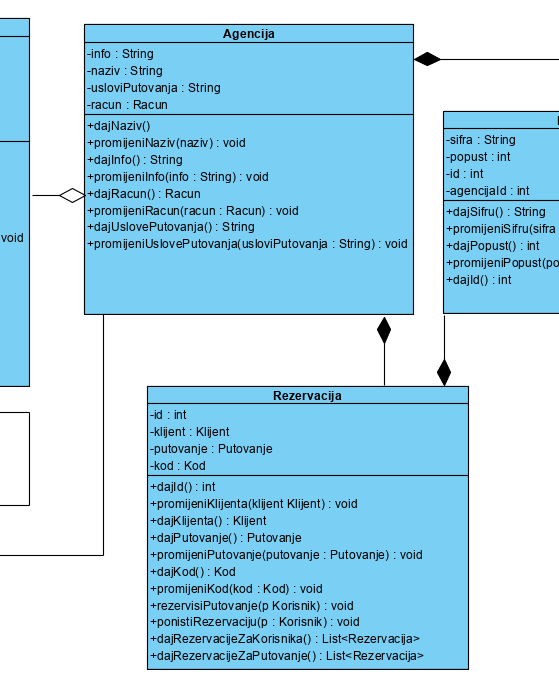 Agencija
-info : String
-naziv : String
-usloviPutovanja : String
-racun : Racun
+dajNaziv()
+promijeniNaziv(naziv) : void
+dajInfo() : String
+promijeniInfo(info : String) : void
+dajRacun() : Racun
+promijeniRacun(racun : Racun) : void
+dajUslovePutovanja() : String
+promijeniUslovePutovanja(usloviPutovanja : String) : void
void
-sifra : String
-popust : int
-id : int
-agencijaId : int
+dajSifru() : String
+promijeniSifru(sifra
+dajPopust() : int
+promijeniPopust(po
+dajId() : int
Rezervacija
-id : int
-klijent : Klijent
-putovanje : Putovanje
-kod : Kod
+dajId() : int
+promijeniKlijenta(klijent Klijent) : void
+dajKlijenta() : Klijent
+dajPutovanje() : Putovanje
+promijeniPutovanje(putovanje : Putovanje) : void
+dajKod() : Kod
+promijeniKod(kod : Kod) : void
+rezervisiPutovanje(p Korisnik) : void
+ponistiRezervaciju(p : Korisnik) : void
+dajRezervacijeZaKorisnika() : List<Rezervacija>
+dajRezervacijeZaPutovanje() : List<Rezervacija>